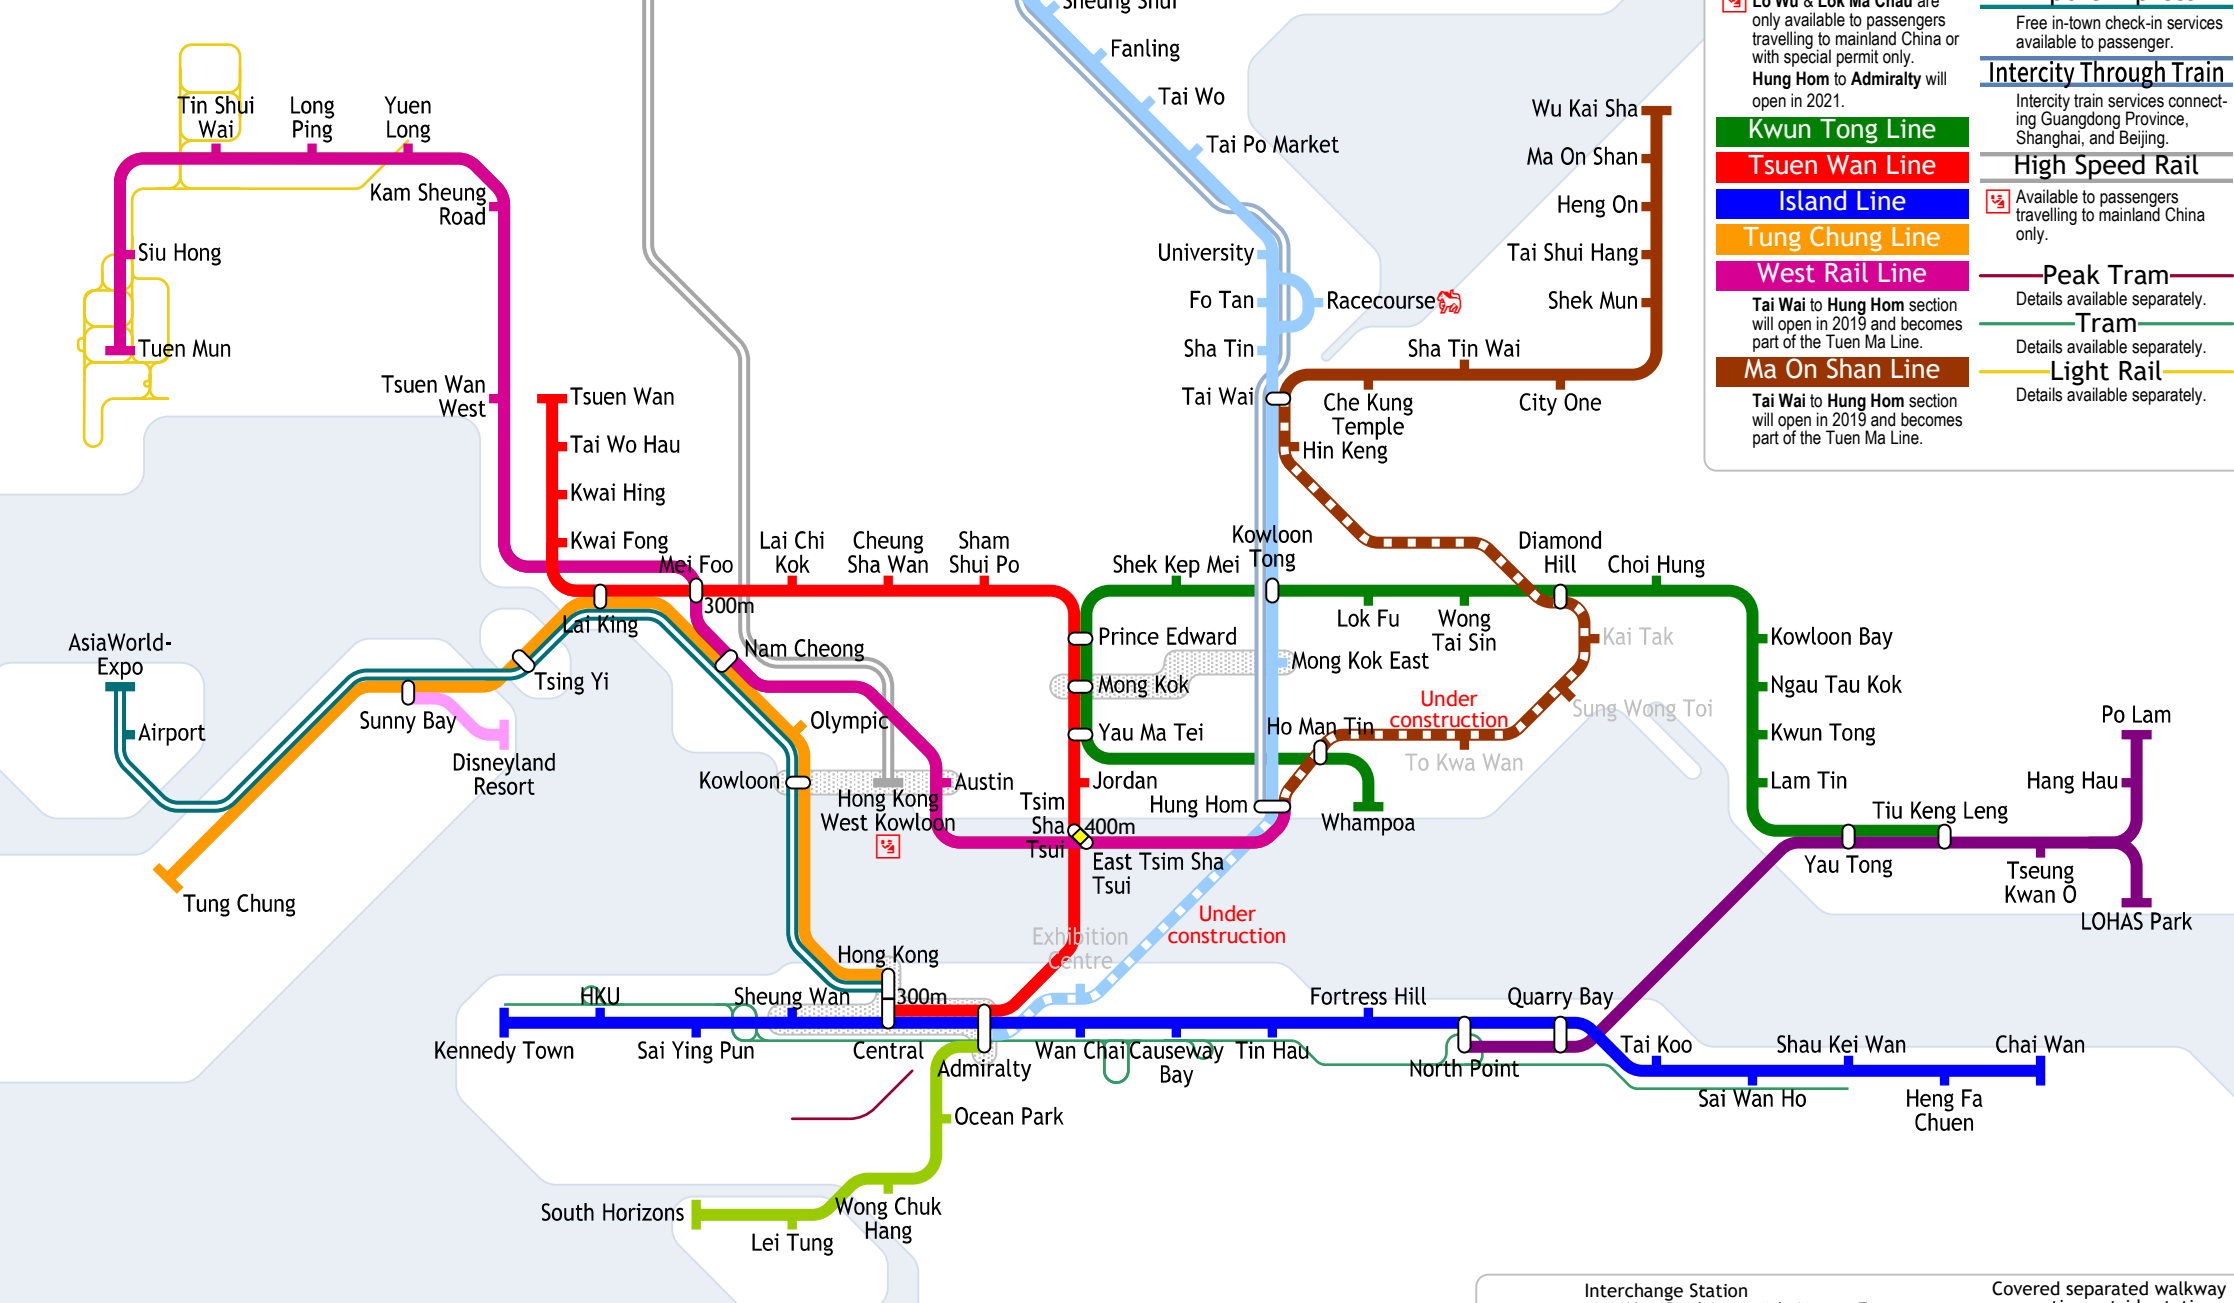 Sheung Shui
Fanling
Tai Wo
Tai Po Market
University
Fo Tan
Racecourse
Sha Tin
Tai Wai
Wu Kai Sha
Ma On Shan
Heng On
Tai Shui Hang
Shek Mun
Sha Tin Wai
Che Kung
Temple
City One
Hin Keng
Tin Shui
Wai
Long
Ping
Yuen
Long
Kam Sheung
Road
Siu Hong
Tuen Mun
Tsuen Wan
West
Tsuen Wan
Tai Wo Hau
Kwai Hing
Kwai Fong
Mei Foo
300m
Lai Chi
Kok
Cheung
Sha Wan
Sham
Shui Po
Shek Kep Mei
Kowloon
Tong
Lok Fu
Wong
Tai Sin
Diamond
Hill
Choi Hung
Lai King
Nam Cheong
Prince Edward
Mong Kok
Mong Kok East
Yau Ma Tei
Kai Tak
Sung Wong Toi
Under
construction
To Kwa Wan
Ho Man Tin
Kowloon Bay
Ngau Tau Kok
Kwun Tong
Lam Tin
AsiaWorld-
Expo
Airport
Tsing Yi
Sunny Bay
Disneyland
Resort
Tung Chung
Olympic
Kowloon
Hong Kong
West Kowloon
Austin
Jordan
Tsim
Sha
Tsui
400m
East Tsim Sha
Tsui
Hung Hom
Whampoa
Tiu Keng Leng
Yau Tong
Tseung
Kwan O
Po Lam
Hang Hau
LOHAS Park
Under
construction
Exhibition
Centre
Hong Kong
300m
HKU
Sheung Wan
Kennedy Town
Sai Ying Pun
Central
Admiralty
Wan Chai
Causeway
Bay
Tin Hau
Fortress Hill
North Point
Quarry Bay
Tai Koo
Shau Kei Wan
Chai Wan
Sai Wan Ho
Heng Fa
Chuen
Ocean Park
Wong Chuk
Hang
Lei Tung
South Horizons
Lo Wu & Lok Ma Chau are
only available to passengers
travelling to mainland China or
with special permit only.
Hung Hom to Admiralty will
open in 2021.
Kwun Tong Line
Tsuen Wan Line
Island Line
Tung Chung Line
West Rail Line
Tai Wai to Hung Hom section
will open in 2019 and becomes
part of the Tuen Ma Line.
Ma On Shan Line
Tai Wai to Hung Hom section
will open in 2019 and becomes
part of the Tuen Ma Line.
Free in-town check-in services
available to passenger.
Intercity Through Train
Intercity train services connect-
ing Guangdong Province,
Shanghai, and Beijing.
High Speed Rail
Available to passengers
travelling to mainland China
only.
Peak Tram
Details available separately.
Tram
Details available separately.
Light Rail
Details available separately.
Interchange Station
Covered separated walkway